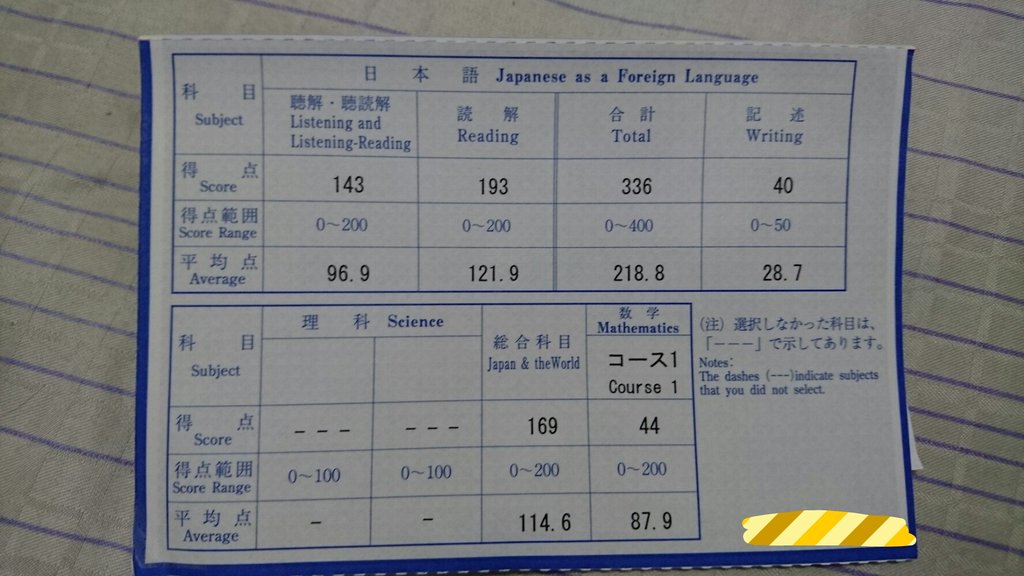 日本語 Japanese as a Foreign Language
科目
Subject
聴解・聴読解
Listening and
Listening-Reading
読解
Reading
合計
Total
記述
Writing
得点
Score
143 193 336 40
得点範囲
Score Range
0~200 0~200 0~400 0~50
平均点
Average
96.9 121.9 218.8 28.7
科目
Subject
理科 Science
総合科目
Japan & theWorld
数学
Mathematics
コース1
Course 1
得点
Score
--- --- 169 44
得点範囲
Score Range
0~100 0~100 0~200 0~200
平均点
Average
- - 114.6 87.9
(注) 選択しなかった科目は、
「---」で示してあります。
Notes:
The dashes (---)indicate subjects
that you did not select.